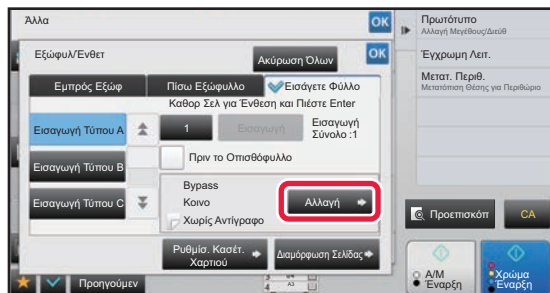 Άλλα
OK
Εξώφυλ/Ένθετ
Ακύρωση Όλων
OK
Εμπρός Εξώφ
Πίσω Εξώφυλλο
Εισάγετε Φύλλο
Καθορ Σελ για Ένθεση και Πιέστε Enter
Εισαγωγή Τύπου A
1
Εισαγωγή
Εισαγωγή
Σύνολο :1
Πριν το Οπισθόφυλλο
Εισαγωγή Τύπου B
Bypass
Κοινο
Αλλαγή
Χωρίς Αντίγραφο
Εισαγωγή Τύπου C
Ρυθμίσ. Κασέτ.
Χαρτιού
Διαμόρφωση Σελίδας
Προηγούμεν
A3
4
Πρωτότυπο
Αλλαγή Μεγέθους/Διεύθ
Έγχρωμη Λειτ.
Μετατ. Περιθ.
Μετατόπιση Θέσης για Περιθώριο
Προεπισκόπ
CA
Α/Μ
Έναρξη
Χρώμα
Έναρξη